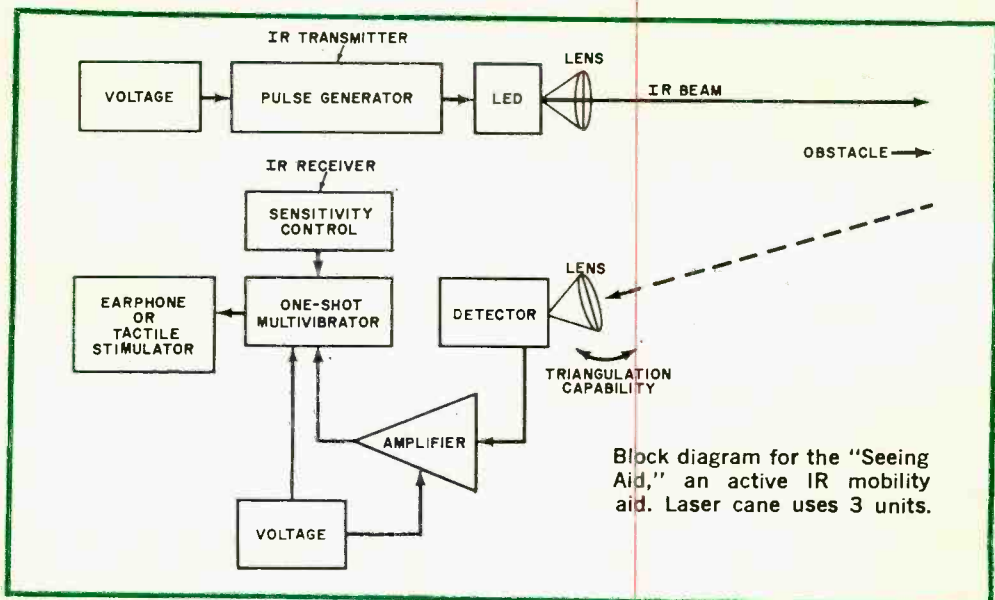 IR TRANSMITTER
VOLTAGE
PULSE GENERATOR
LED
LENS
IR BEAM
OBSTACLE
IR RECEIVER
SENSITIVITY
CONTROL
EARPHONE
OR
TACTILE
STIMULATOR
ONE-SHOT
MULTIVIBRATOR
DETECTOR
LENS
TRIANGULATION
CAPABILITY
AMPLIFIER
VOLTAGE
Block diagram for the "Seeing
Aid," an active IR mobility
aid. Laser cane uses 3 units.